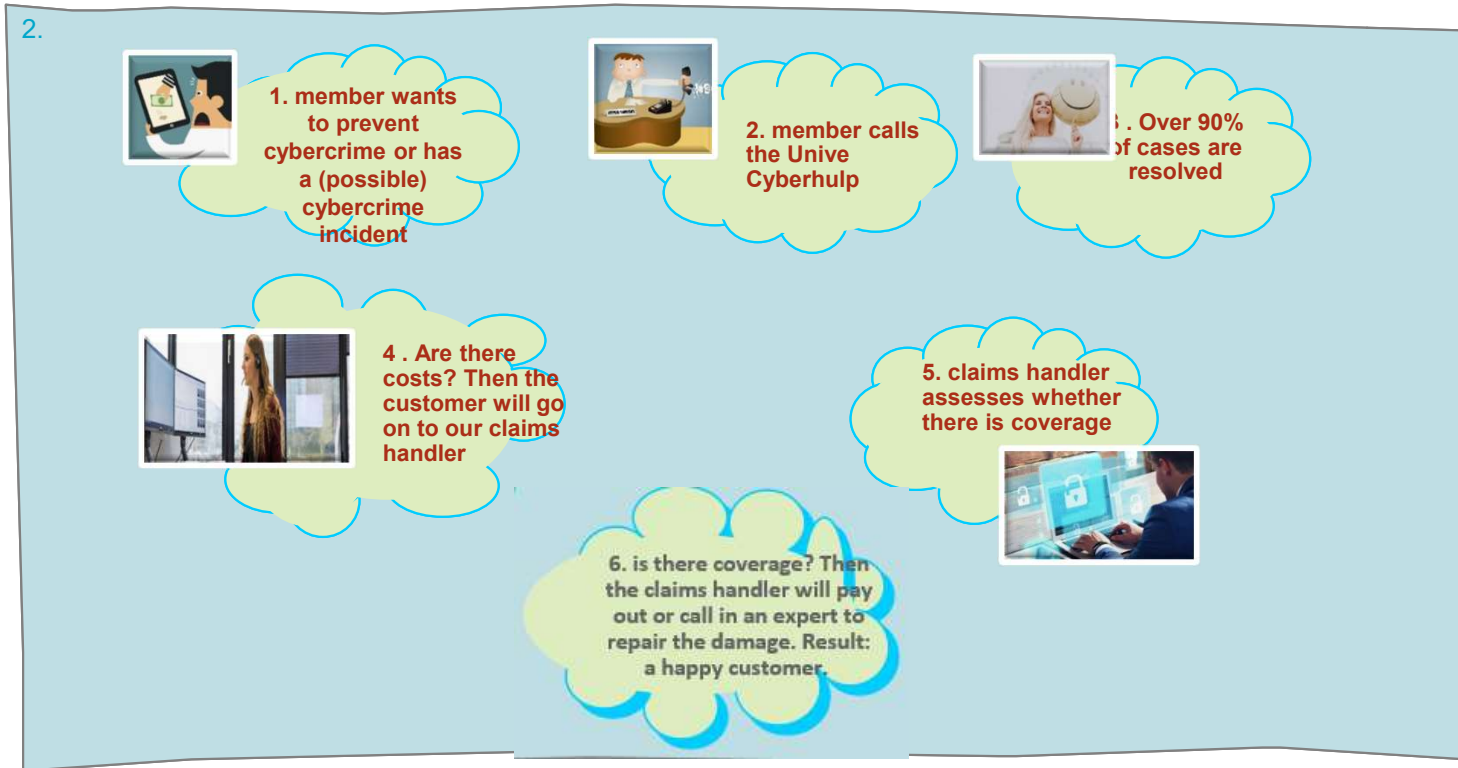 2.
1. member wants
to prevent
cybercrime or has
a (possible)
cybercrime
incident
2. member calls
the Unive
Cyberhulp
3 . Over 90%
of cases are
resolved
4 . Are there
costs? Then the
customer will go
on to our claims
handler
5. claims handler
assesses whether
there is coverage
6. is there coverage? Then
the claims handler will pay
out or call in an expert to
repair the damage. Result:
a happy customer.